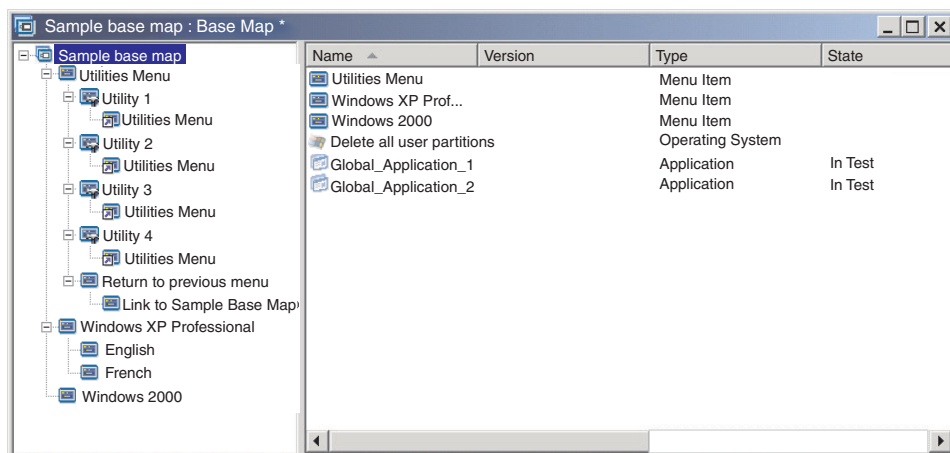 Sample base map : Base Map *
Sample base map
Utilities Menu
Utility 1
Utilities Menu
Utility 2
Utilities Menu
Utility 3
Utilities Menu
Utility 4
Utilities Menu
Return to previous menu
Link to Sample Base Map
Windows XP Professional
English
French
Windows 2000
Name Version Type State
Utilities Menu Menu Item
Windows XP Prof... Menu Item
Windows 2000 Menu Item
Delete all user partitions Operating System
Global_Application_1 Application In Test
Global_Application_2 Application In Test